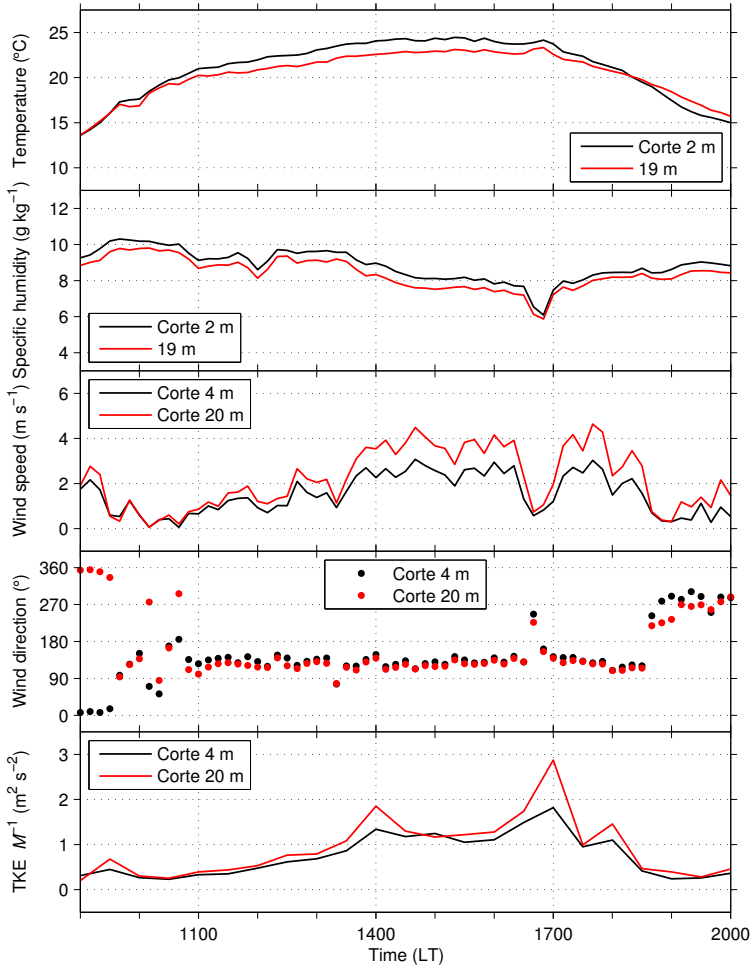 Temperature (°C)
25
20
15
10
Corte 2 m
19 m
Specific humidity (g kg⁻¹)
12
10
8
6
4
Corte 2 m
19 m
Wind speed (m s⁻¹)
6
4
2
0
Corte 4 m
Corte 20 m
Wind direction (°)
360
270
180
90
0
Corte 4 m
Corte 20 m
TKE M⁻¹ (m² s⁻²)
3
2
1
0
Corte 4 m
Corte 20 m
1100 1400 1700 2000
Time (LT)